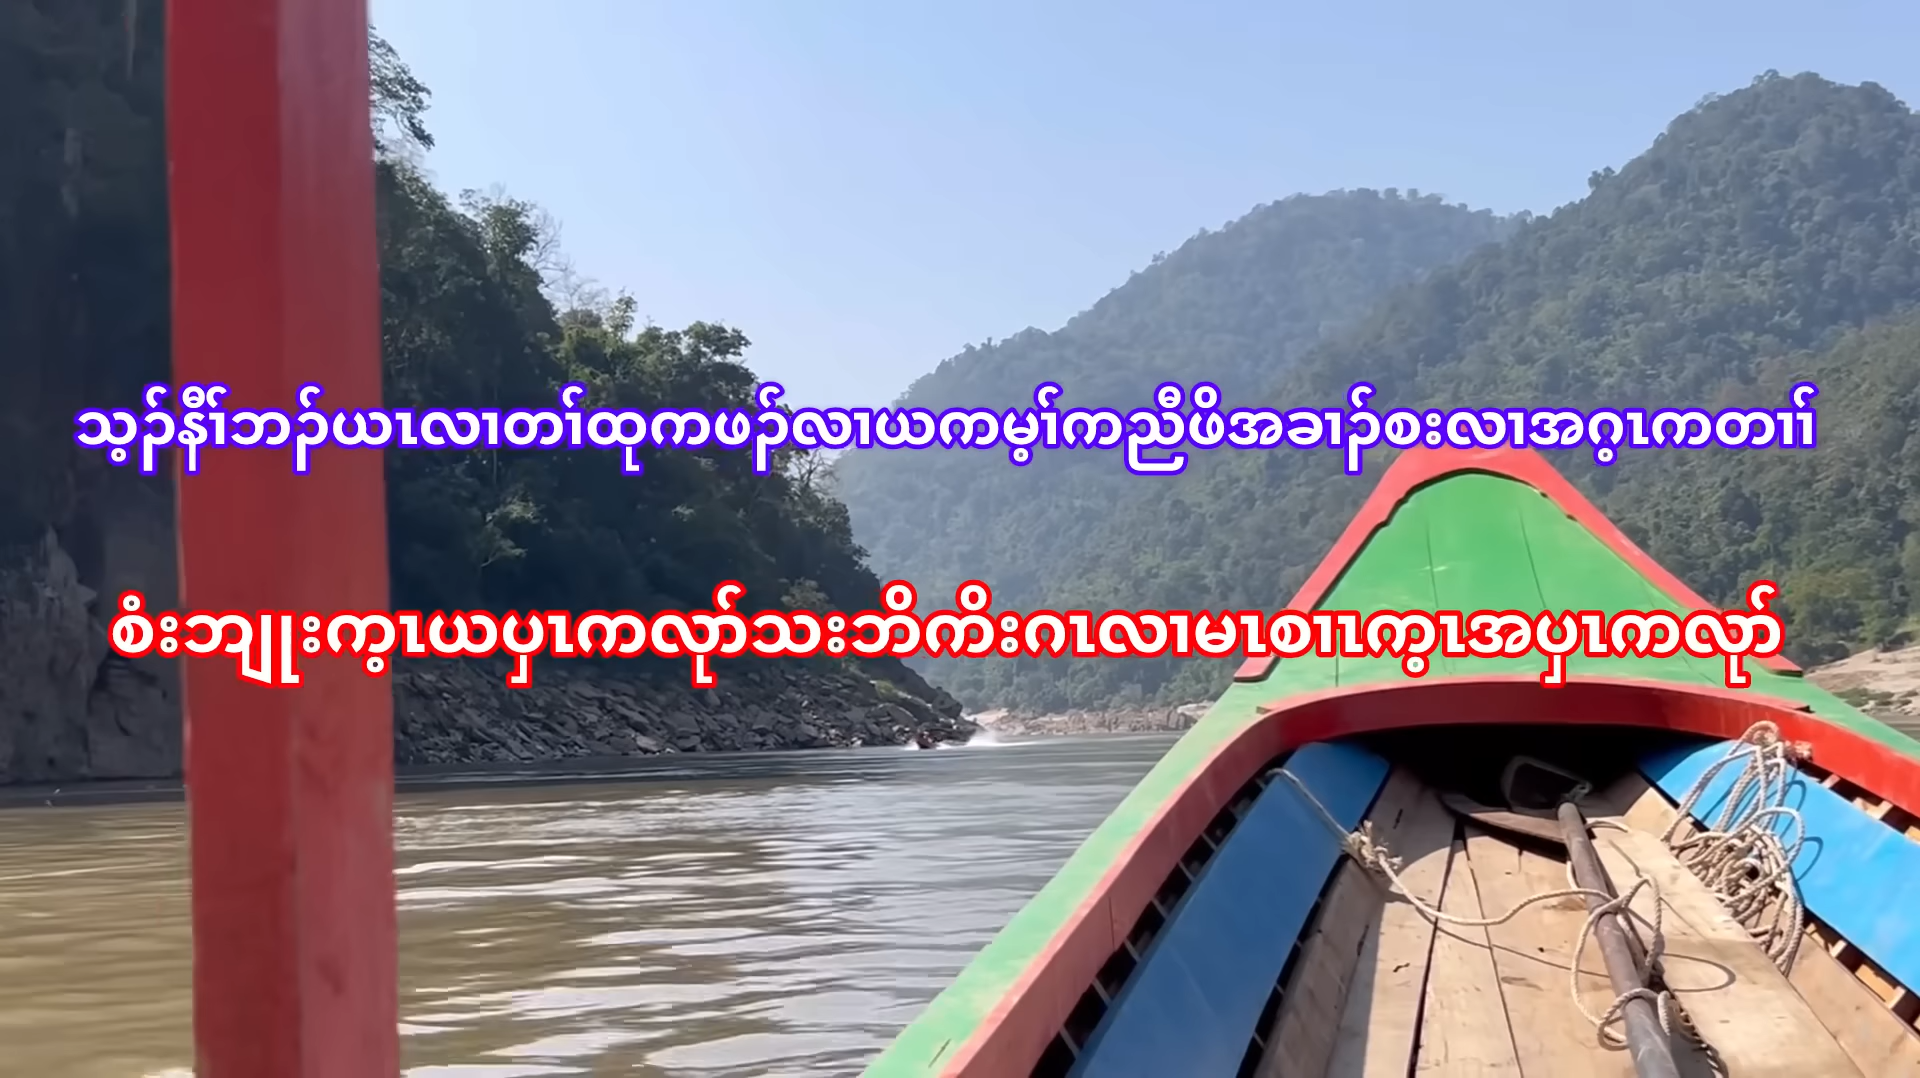 သ့ၣ်နီၢ်ဘၣ်ယၤလၢတၢ်ထုကဖၣ်လၢယကမ့ၢ်ကညီဖိအခၢၣ်စးလၢအဂ့ၤကတၢၢ်
စံးဘျုးက့ၤယပှၤကလုာ်သးဘိကိးဂၤလၢမၤစၢၤက့ၤအပှၤကလုာ်